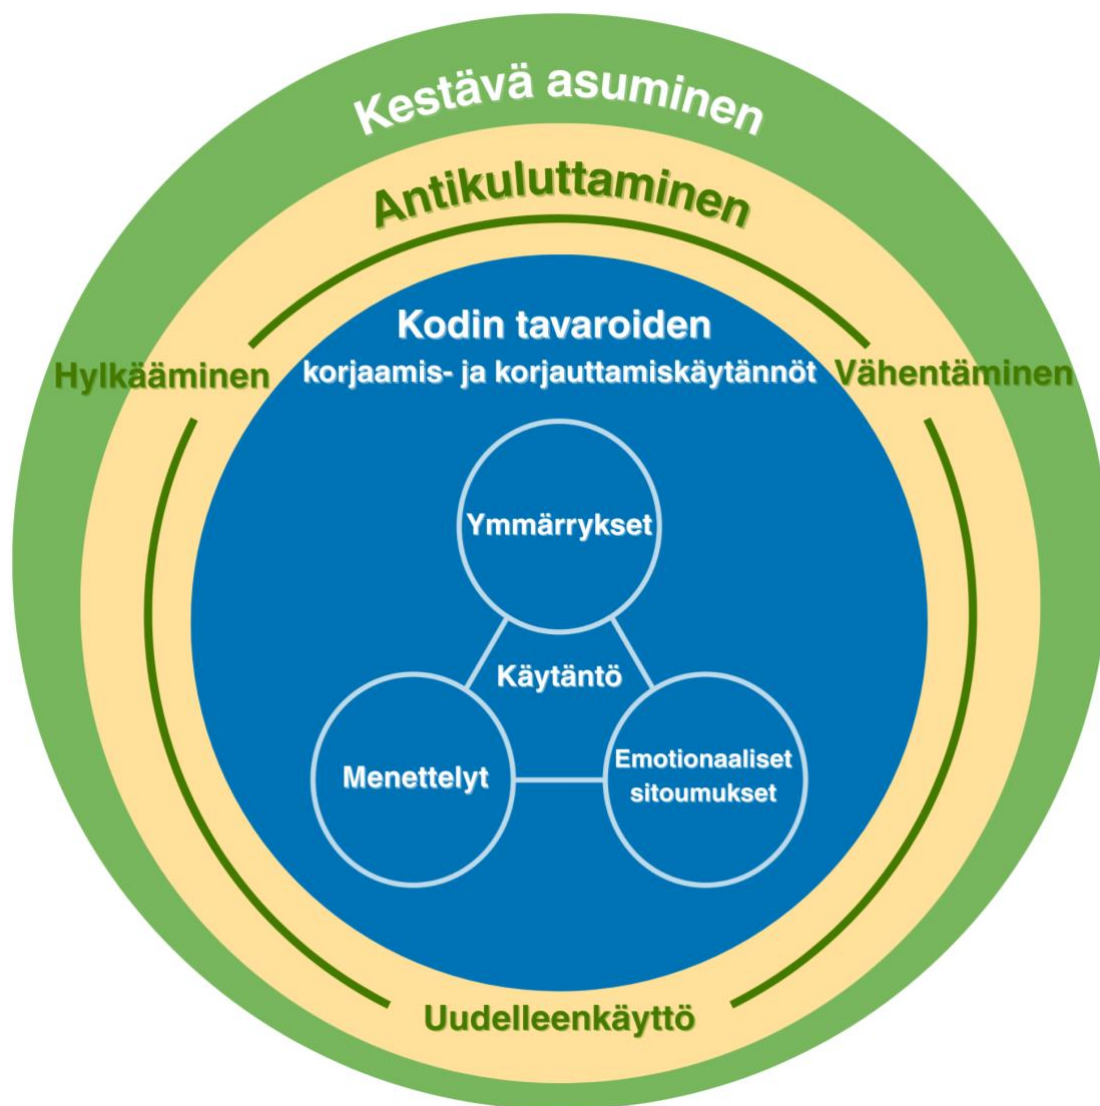 Kestävä asuminen
Antikuluttaminen
Kodin tavaroiden
korjaamis- ja korjauttamiskäytännöt
Hylkääminen
Vähentäminen
Ymmärrykset
Käytäntö
Menettelyt
Emotionaaliset
sitoumukset
Uudelleenkäyttö